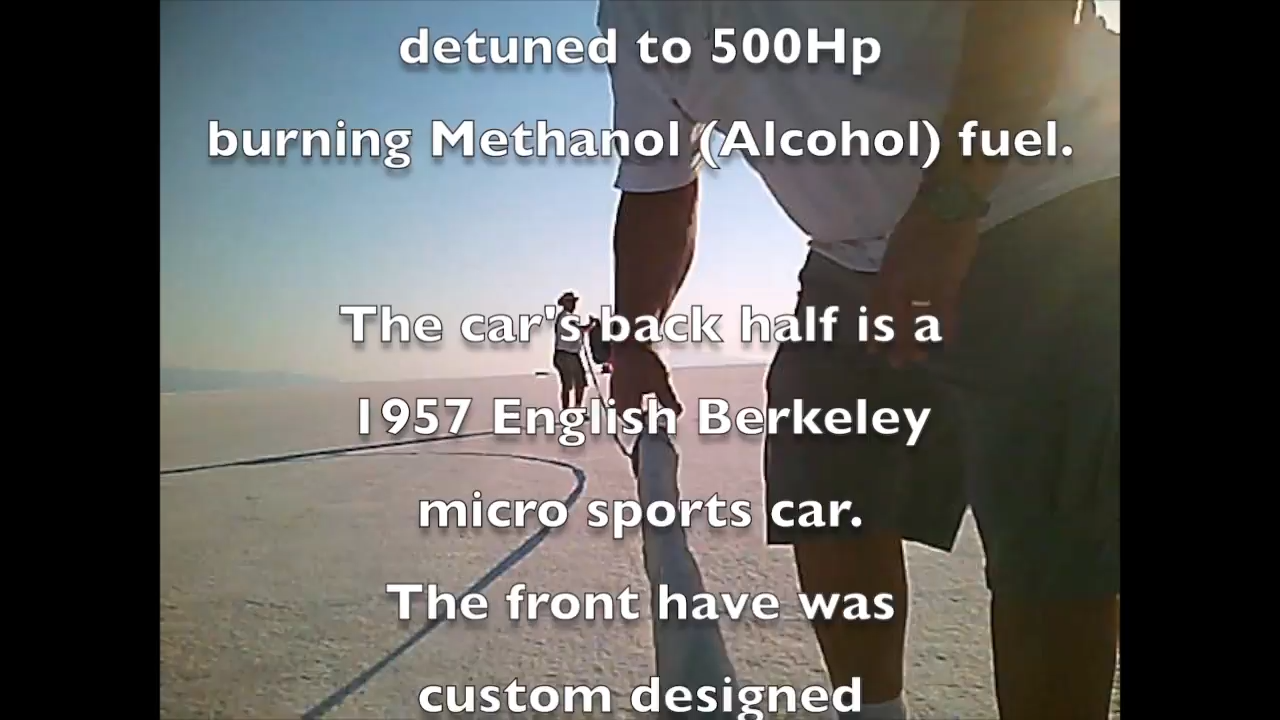 detuned to 500Hp
burning Methanol (Alcohol) fuel.
The car's back half is a
1957 English Berkeley
micro sports car.
The front have was
custom designed